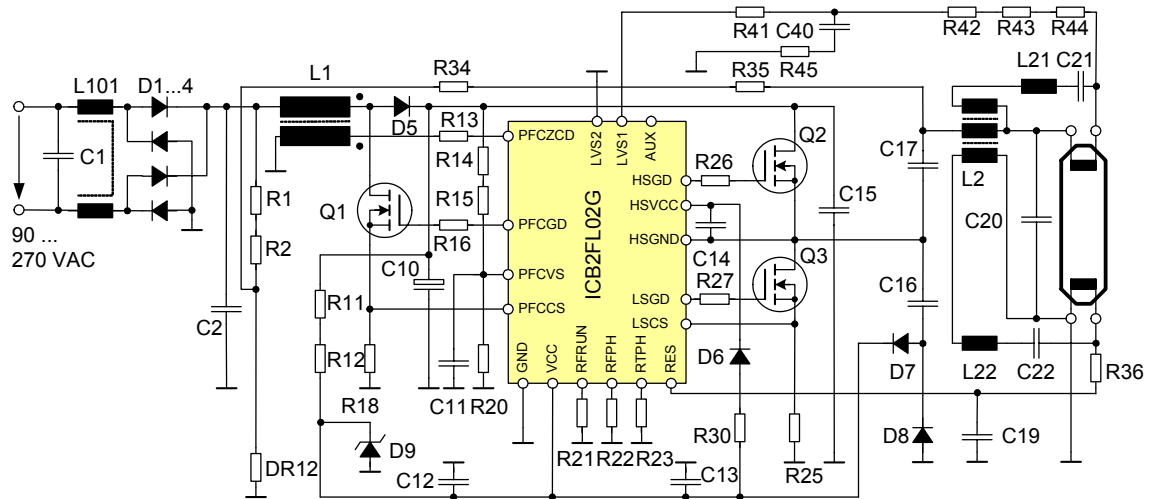 R41
C40
R42
R43
R44
R45
L101
D1...4
L1
R34
R35
L21
C21
D5
R13
PFCZCD
LVS2
LVS1
AUX
Q2
C1
R14
R26
HSGD
C17
R1
R15
Q1
HSVCC
C15
L2
PFCGD
R16
ICB2FL02G
C14
HSGND
C20
90 ...
270 VAC
R2
C10
PFCVS
Q3
R27
LSGD
C16
R11
PFCCS
LSCS
C2
R12
GND
VCC
RFRUN
RFPH
RTPH
RES
D6
D7
L22
C22
R36
R18
C11
R20
D9
R21
R22
R23
R30
R25
D8
C19
DR12
C12
C13